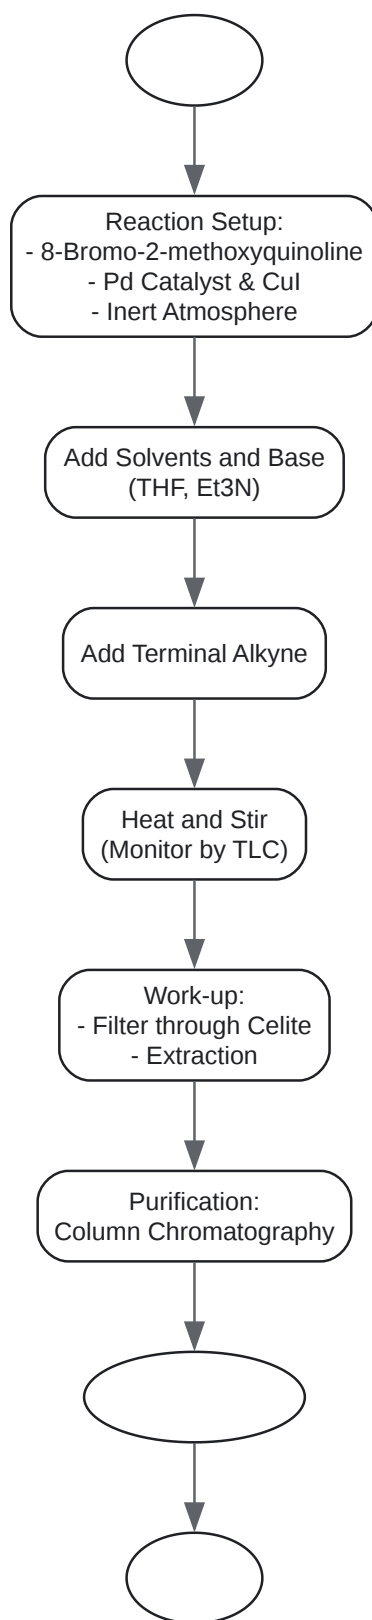 Reaction Setup:
- 8-Bromo-2-methoxyquinoline
- Pd Catalyst & CuI
- Inert Atmosphere
Add Solvents and Base
(THF, Et3N)
Add Terminal Alkyne
Heat and Stir
(Monitor by TLC)
Work-up:
- Filter through Celite
- Extraction
Purification:
Column Chromatography